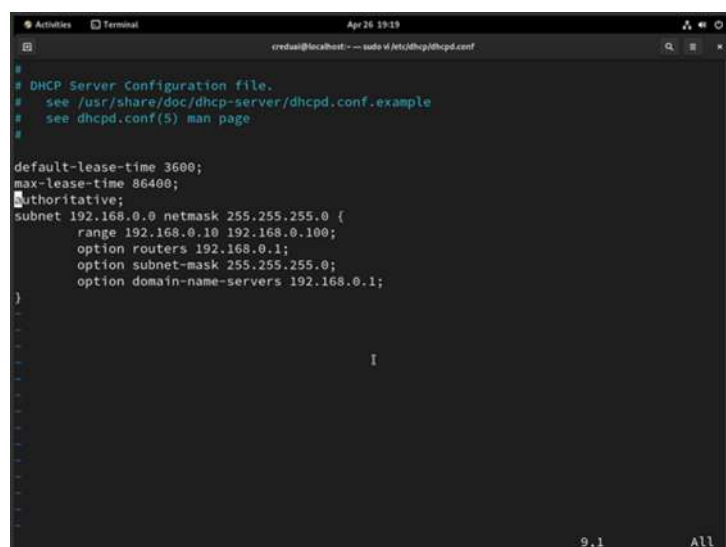 Activities Terminal Apr 26 19:19
credual@localhost:~ — sudo vi /etc/dhcp/dhcpd.conf
#
# DHCP Server Configuration file.
#   see /usr/share/doc/dhcp-server/dhcpd.conf.example
#   see dhcpd.conf(5) man page
#
default-lease-time 3600;
max-lease-time 86400;
authoritative;
subnet 192.168.0.0 netmask 255.255.255.0 {
        range 192.168.0.10 192.168.0.100;
        option routers 192.168.0.1;
        option subnet-mask 255.255.255.0;
        option domain-name-servers 192.168.0.1;
}
~
~
~
~
~
~
~
~
~
~
~
~
~
~
9,1 All